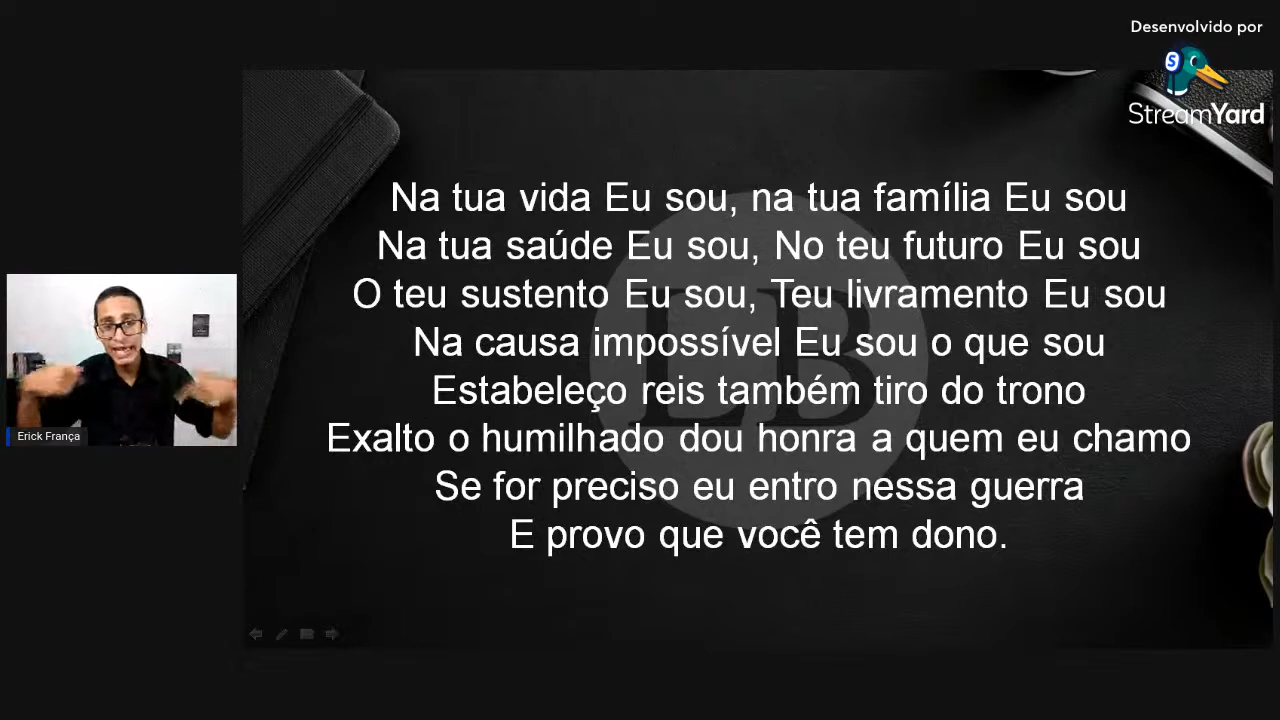 Desenvolvido por
StreamYard
Na tua vida Eu sou, na tua família Eu sou
Na tua saúde Eu sou, No teu futuro Eu sou
O teu sustento Eu sou, Teu livramento Eu sou
Na causa impossível Eu sou o que sou
Estabeleço reis também tiro do trono
Exalto o humilhado dou honra a quem eu chamo
Se for preciso eu entro nessa guerra
E provo que você tem dono.
Erick França